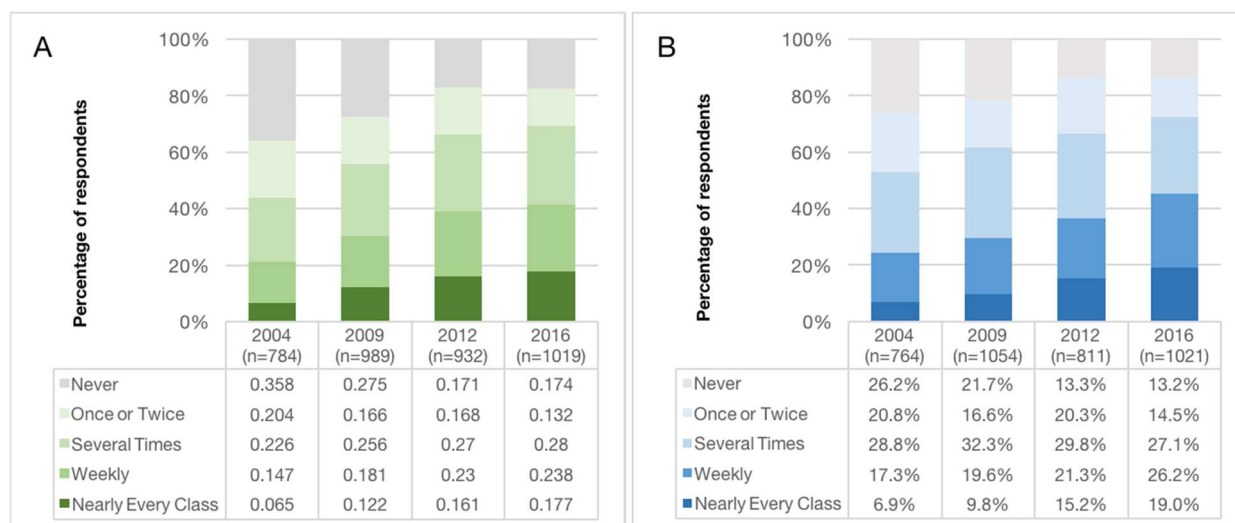 A
Percentage of respondents
100%
80%
60%
40%
20%
0%
2004 2009 2012 2016
(n=784) (n=989) (n=932) (n=1019)
Never 0.358 0.275 0.171 0.174
Once or Twice 0.204 0.166 0.168 0.132
Several Times 0.226 0.256 0.27 0.28
Weekly 0.147 0.181 0.23 0.238
Nearly Every Class 0.065 0.122 0.161 0.177
B
Percentage of respondents
100%
80%
60%
40%
20%
0%
2004 2009 2012 2016
(n=764) (n=1054) (n=811) (n=1021)
Never 26.2% 21.7% 13.3% 13.2%
Once or Twice 20.8% 16.6% 20.3% 14.5%
Several Times 28.8% 32.3% 29.8% 27.1%
Weekly 17.3% 19.6% 21.3% 26.2%
Nearly Every Class 6.9% 9.8% 15.2% 19.0%